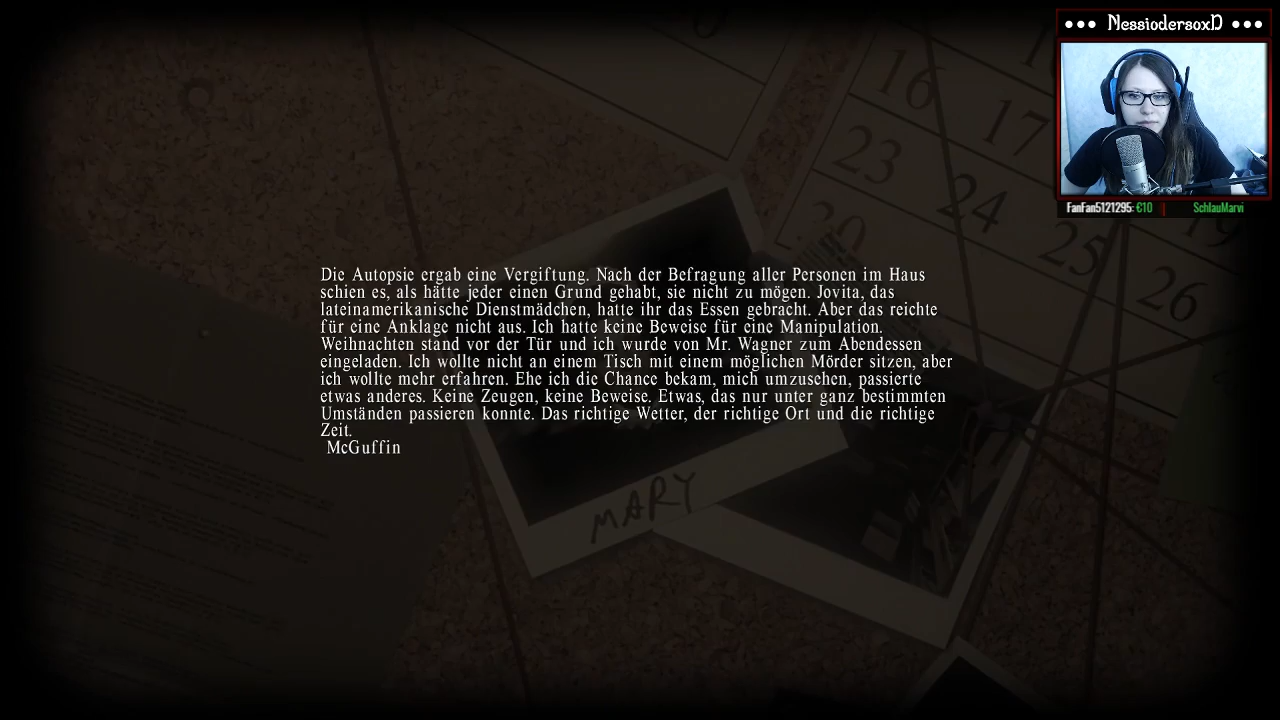 ••• NessiodersoxD •••
FanFan5121295: €10 | SchlauMarvi
16
17
23
24
25
26
19
Die Autopsie ergab eine Vergiftung. Nach der Befragung aller Personen im Haus
schien es, als hätte jeder einen Grund gehabt, sie nicht zu mögen. Jovita, das
lateinamerikanische Dienstmädchen, hatte ihr das Essen gebracht. Aber das reichte
für eine Anklage nicht aus. Ich hatte keine Beweise für eine Manipulation.
Weihnachten stand vor der Tür und ich wurde von Mr. Wagner zum Abendessen
eingeladen. Ich wollte nicht an einem Tisch mit einem möglichen Mörder sitzen, aber
ich wollte mehr erfahren. Ehe ich die Chance bekam, mich umzusehen, passierte
etwas anderes. Keine Zeugen, keine Beweise. Etwas, das nur unter ganz bestimmten
Umständen passieren konnte. Das richtige Wetter, der richtige Ort und die richtige
Zeit.
McGuffin
MARY